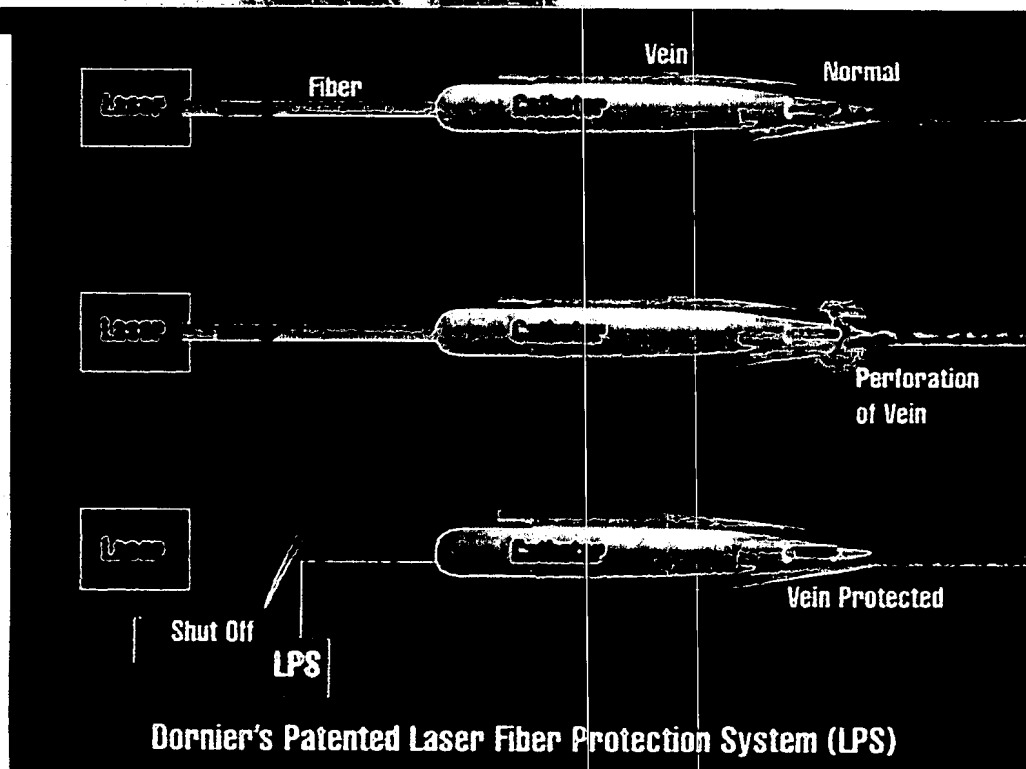 Vein
Normal
Laser
Fiber
Catheter
Laser
Catheter
Perforation
of Vein
Laser
Catheter
Vein Protected
Shut Off
LPS
Dornier's Patented Laser Fiber Protection System (LPS)